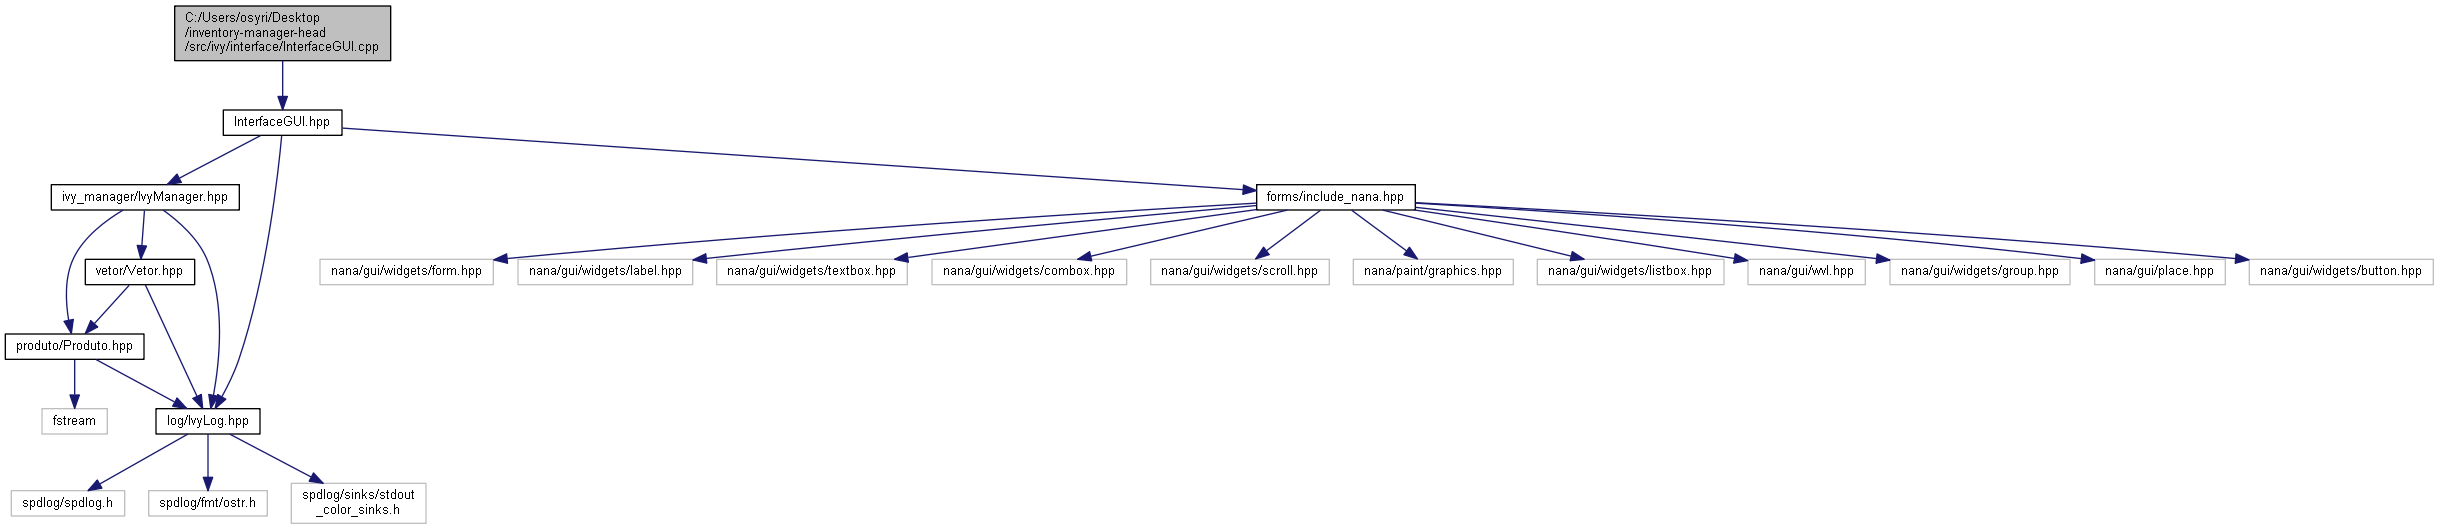 C:/Users/osyri/Desktop
/inventory-manager-head
/src/ivy/interface/InterfaceGUI.cpp
InterfaceGUI.hpp
ivy_manager/IvyManager.hpp
forms/include_nana.hpp
vetor/Vetor.hpp
nana/gui/widgets/form.hpp
nana/gui/widgets/label.hpp
nana/gui/widgets/textbox.hpp
nana/gui/widgets/combox.hpp
nana/gui/widgets/scroll.hpp
nana/paint/graphics.hpp
nana/gui/widgets/listbox.hpp
nana/gui/wvl.hpp
nana/gui/widgets/group.hpp
nana/gui/place.hpp
nana/gui/widgets/button.hpp
produto/Produto.hpp
fstream
log/IvyLog.hpp
spdlog/spdlog.h
spdlog/fmt/ostr.h
spdlog/sinks/stdout
_color_sinks.h